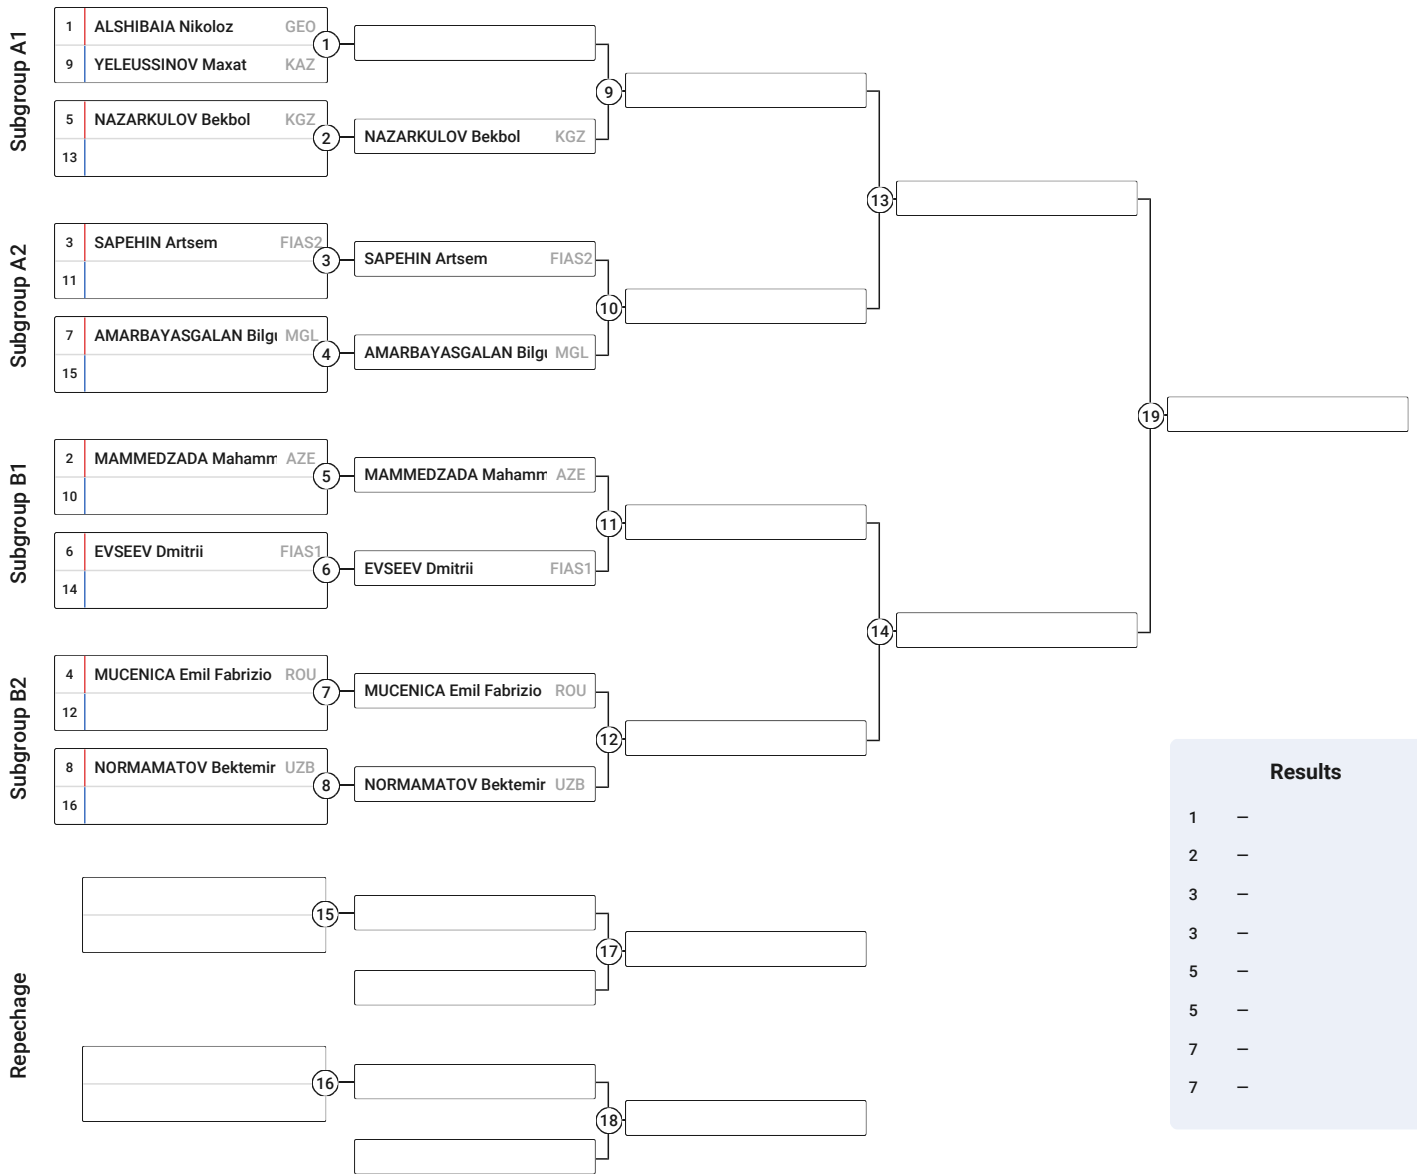 Subgroup A1
1 ALSHIBAIA Nikoloz GEO
9 YELEUSSINOV Maxat KAZ
1
5 NAZARKULOV Bekbol KGZ
13
2
NAZARKULOV Bekbol KGZ
9
Subgroup A2
3 SAPEHIN Artsem FIAS2
11
3
SAPEHIN Artsem FIAS2
7 AMARBAYASGALAN Bilgu MGL
15
4
AMARBAYASGALAN Bilgu MGL
10
13
Subgroup B1
2 MAMMEDZADA Mahamm AZE
10
5
MAMMEDZADA Mahamm AZE
6 EVSEEV Dmitrii FIAS1
14
6
EVSEEV Dmitrii FIAS1
11
Subgroup B2
4 MUCENICA Emil Fabrizio ROU
12
7
MUCENICA Emil Fabrizio ROU
8 NORMAMATOV Bektemir UZB
16
8
NORMAMATOV Bektemir UZB
12
14
19
Repechage
15
17
16
18
Results
1 –
2 –
3 –
3 –
5 –
5 –
7 –
7 –